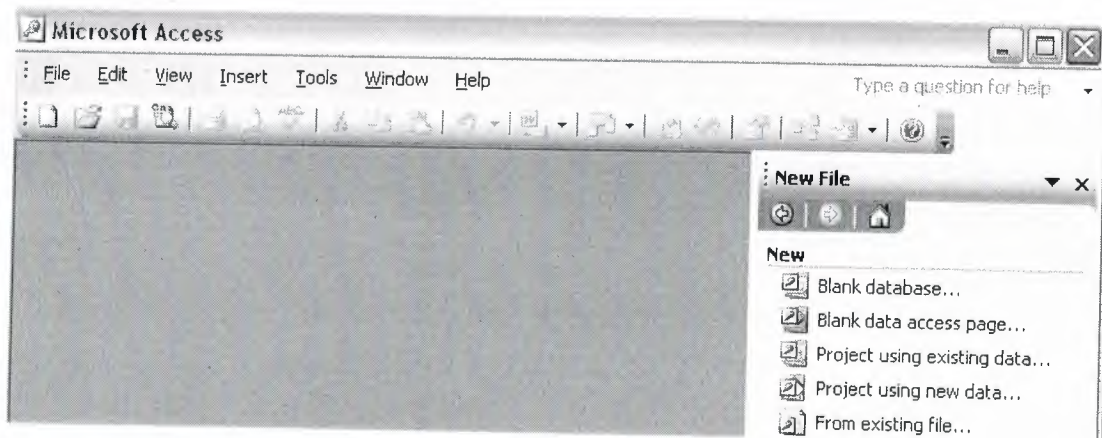 Microsoft Access
File Edit View Insert Tools Window Help
Type a question for help
New File
New
Blank database...
Blank data access page...
Project using existing data...
Project using new data...
From existing file...